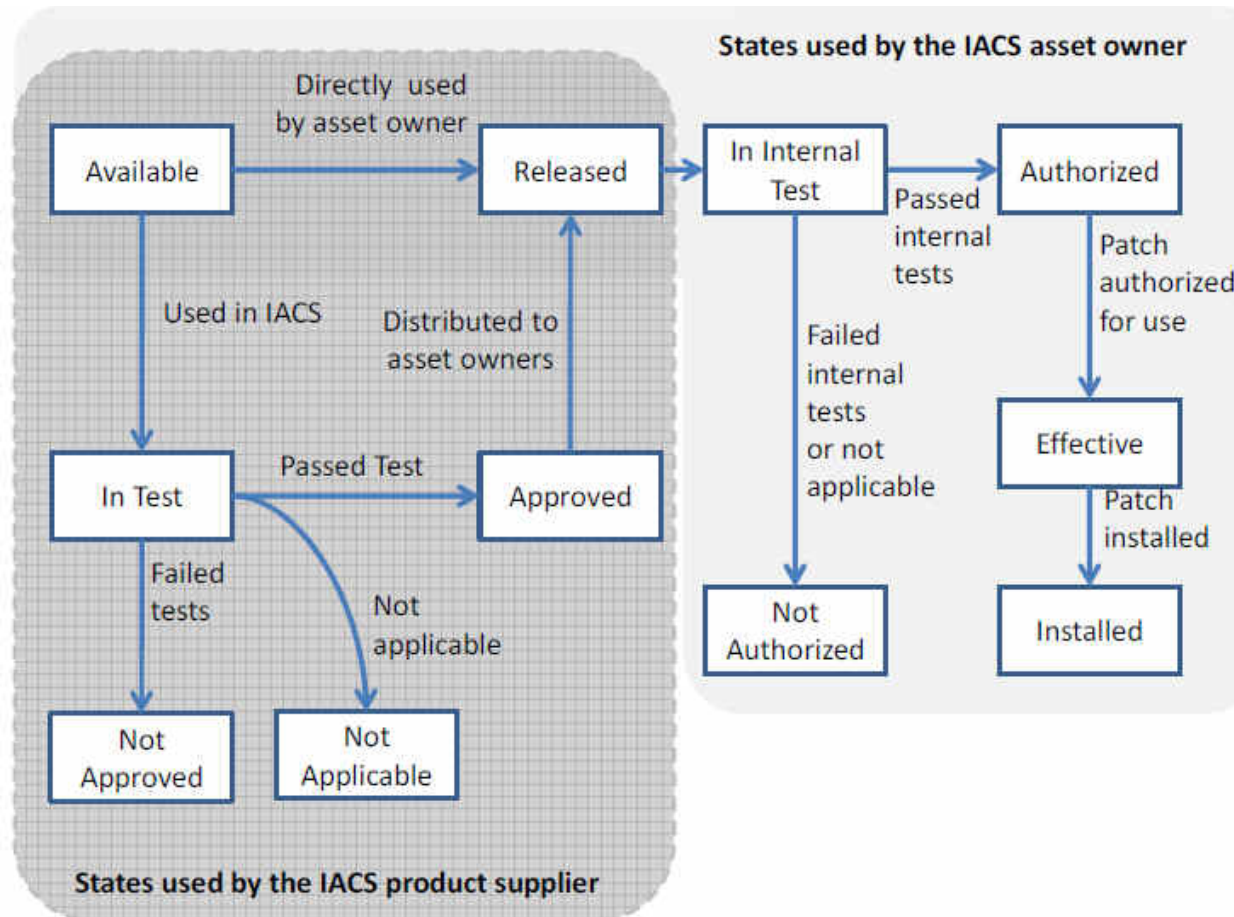 States used by the IACS asset owner
Directly used
by asset owner
Available
Released
In Internal
Test
Authorized
Passed
internal
tests
Patch
authorized
for use
Used in IACS
Distributed to
asset owners
Failed
internal
tests
or not
applicable
Effective
In Test
Passed Test
Approved
Patch
installed
Failed
tests
Not
applicable
Not
Authorized
Installed
Not
Approved
Not
Applicable
States used by the IACS product supplier